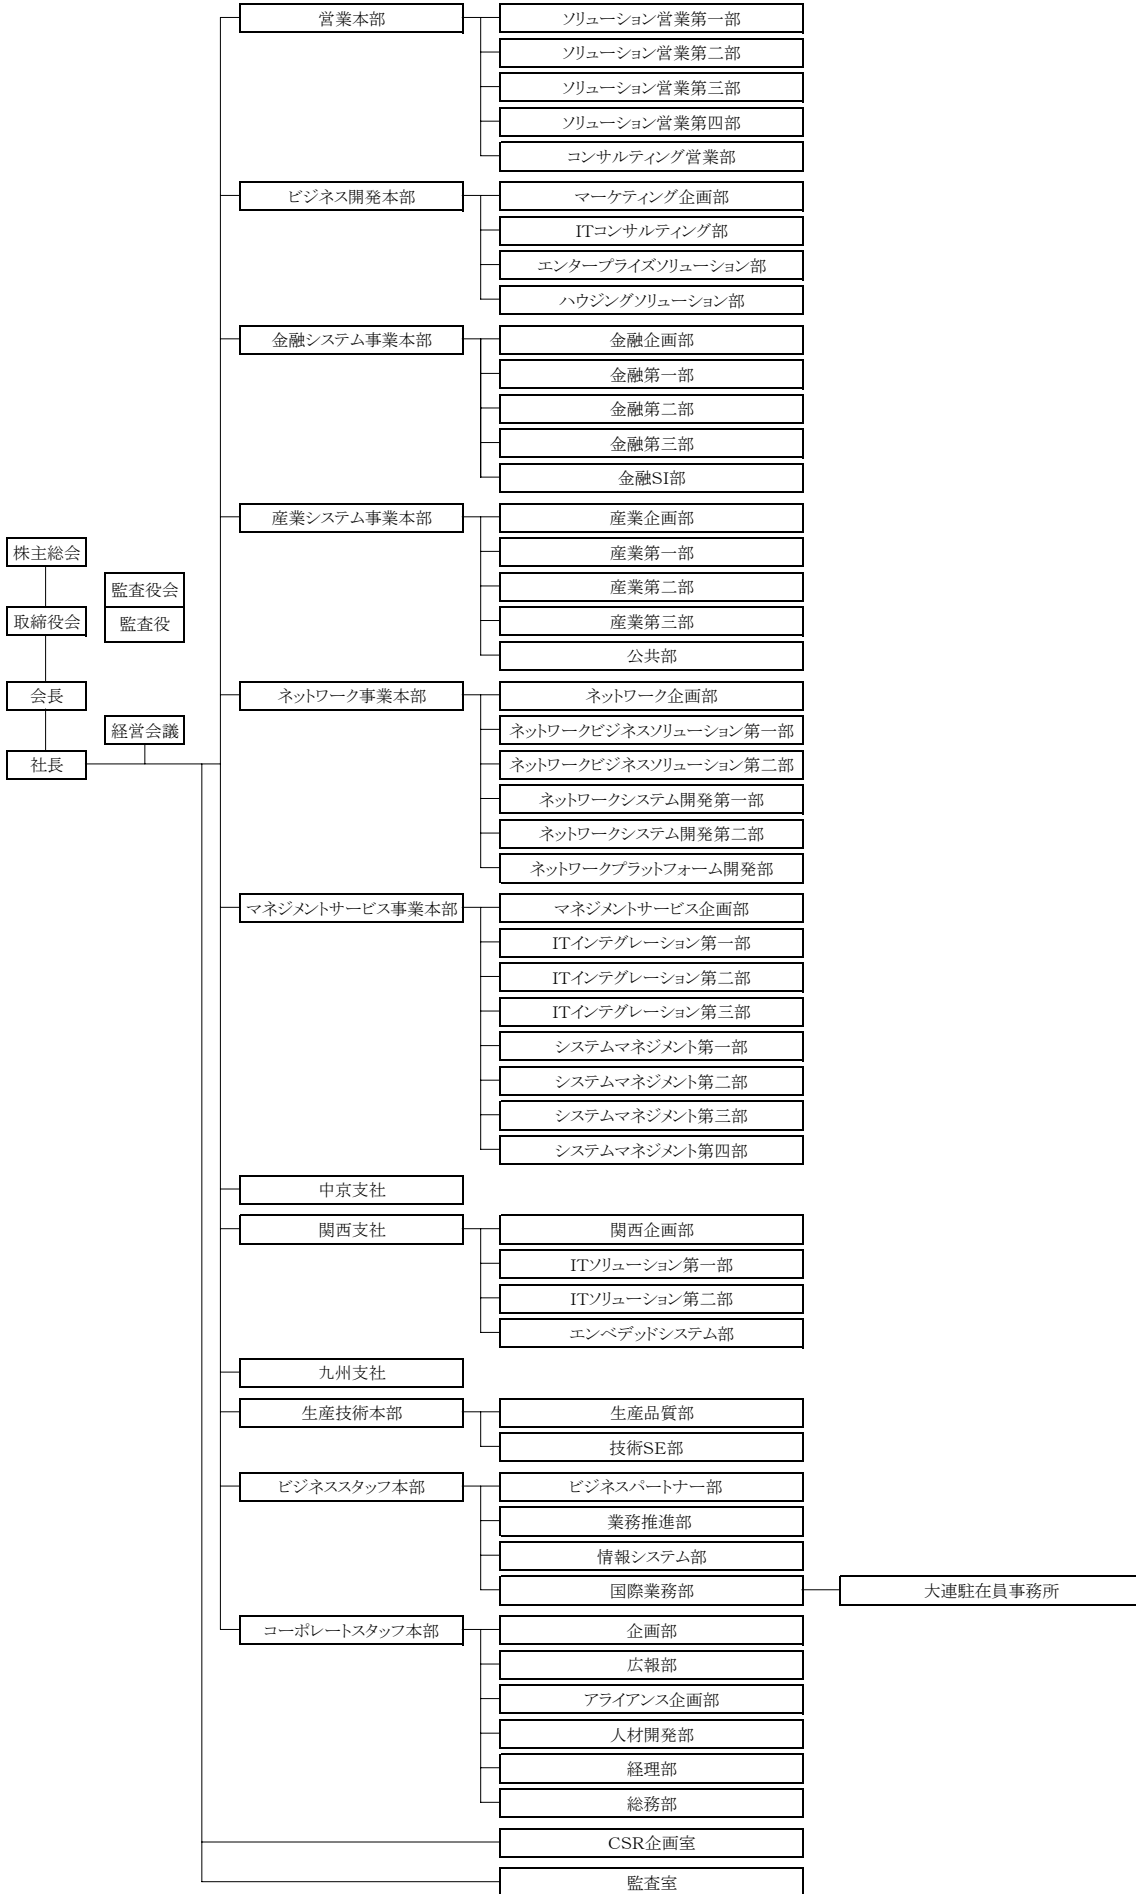 営業本部
ソリューション営業第一部
ソリューション営業第二部
ソリューション営業第三部
ソリューション営業第四部
コンサルティング営業部
ビジネス開発本部
マーケティング企画部
ITコンサルティング部
エンタープライズソリューション部
ハウジングソリューション部
金融システム事業本部
金融企画部
金融第一部
金融第二部
金融第三部
金融SI部
産業システム事業本部
産業企画部
産業第一部
産業第二部
産業第三部
公共部
株主総会
監査役会
取締役会
監査役
会長
経営会議
社長
ネットワーク事業本部
ネットワーク企画部
ネットワークビジネスソリューション第一部
ネットワークビジネスソリューション第二部
ネットワークシステム開発第一部
ネットワークシステム開発第二部
ネットワークプラットフォーム開発部
マネジメントサービス事業本部
マネジメントサービス企画部
ITインテグレーション第一部
ITインテグレーション第二部
ITインテグレーション第三部
システムマネジメント第一部
システムマネジメント第二部
システムマネジメント第三部
システムマネジメント第四部
中京支社
関西支社
関西企画部
ITソリューション第一部
ITソリューション第二部
エンベデッドシステム部
九州支社
生産技術本部
生産品質部
技術SE部
ビジネススタッフ本部
ビジネスパートナー部
業務推進部
情報システム部
国際業務部
大連駐在員事務所
コーポレートスタッフ本部
企画部
広報部
アライアンス企画部
人材開発部
経理部
総務部
CSR企画室
監査室